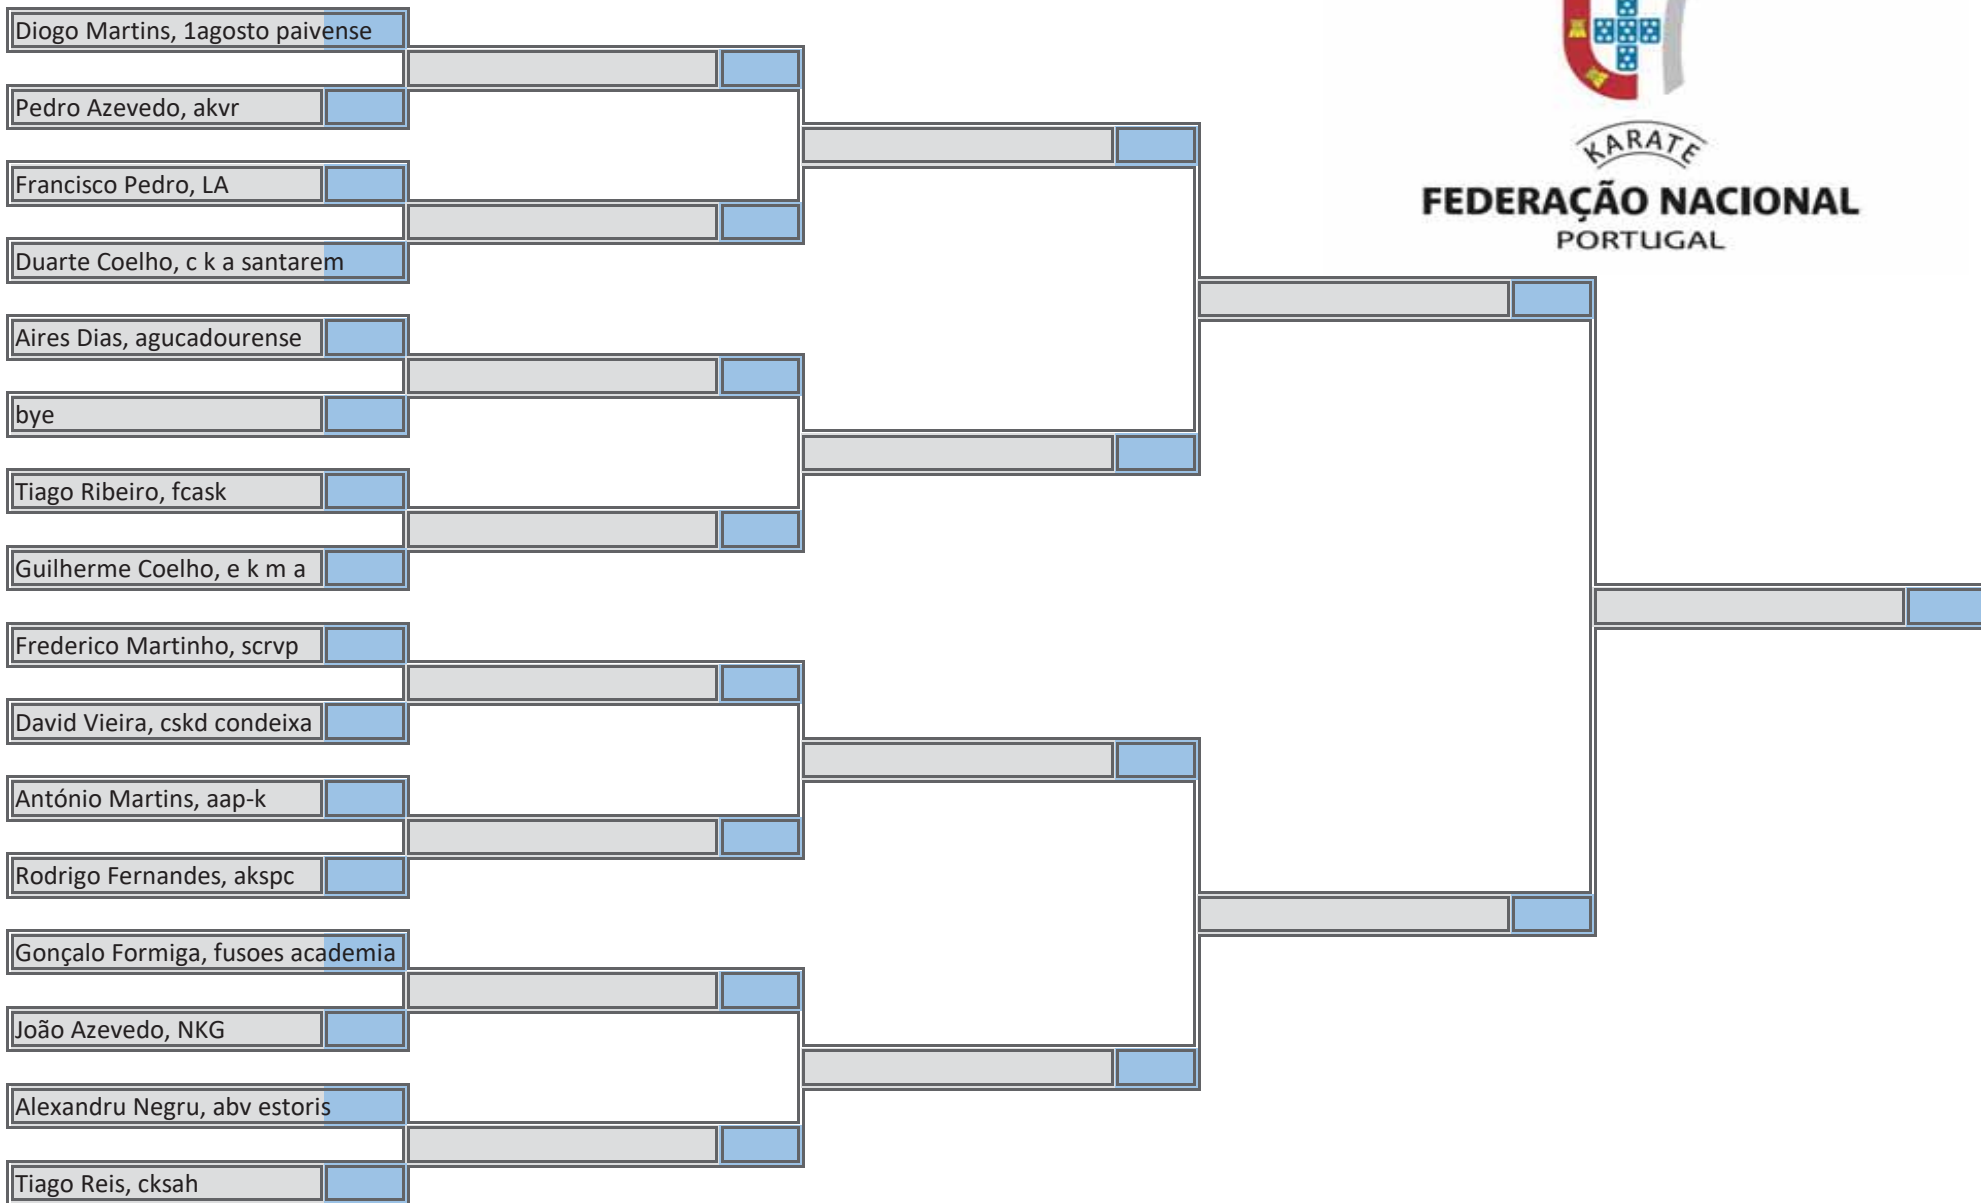 Diogo Martins, 1agosto paivense
Pedro Azevedo, akvr
KARATE
Francisco Pedro, LA
FEDERAÇÃO NACIONAL
PORTUGAL
Duarte Coelho, c k a santarem
Aires Dias, agucadourense
bye
Tiago Ribeiro, fcask
Guilherme Coelho, e k m a
Frederico Martinho, scrvp
David Vieira, cskd condeixa
António Martins, aap-k
Rodrigo Fernandes, akspc
Gonçalo Formiga, fusoes academia
João Azevedo, NKG
Alexandru Negru, abv estoris
Tiago Reis, cksah